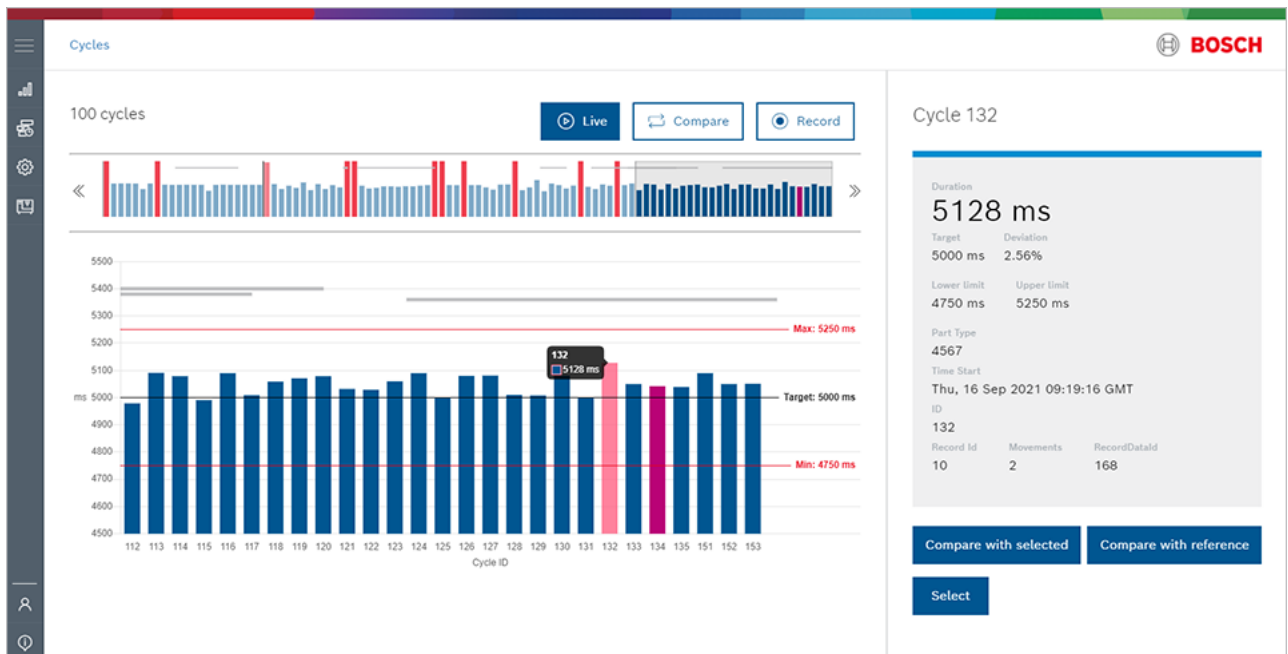 Cycles
BOSCH
100 cycles
Live
Compare
Record
5500
5400
5300
5200
5100
ms 5000
4900
4800
4700
4600
4500
Max: 5250 ms
132
5128 ms
Target: 5000 ms
Min: 4750 ms
112 113 114 115 116 117 118 119 120 121 122 123 124 125 126 127 128 129 130 131 132 133 134 135 151 152 153
Cycle ID
Cycle 132
Duration
5128 ms
Target Deviation
5000 ms 2.56%
Lower limit Upper limit
4750 ms 5250 ms
Part Type
4567
Time Start
Thu, 16 Sep 2021 09:19:16 GMT
ID
132
Record Id Movements RecordDataId
10 2 168
Compare with selected
Compare with reference
Select